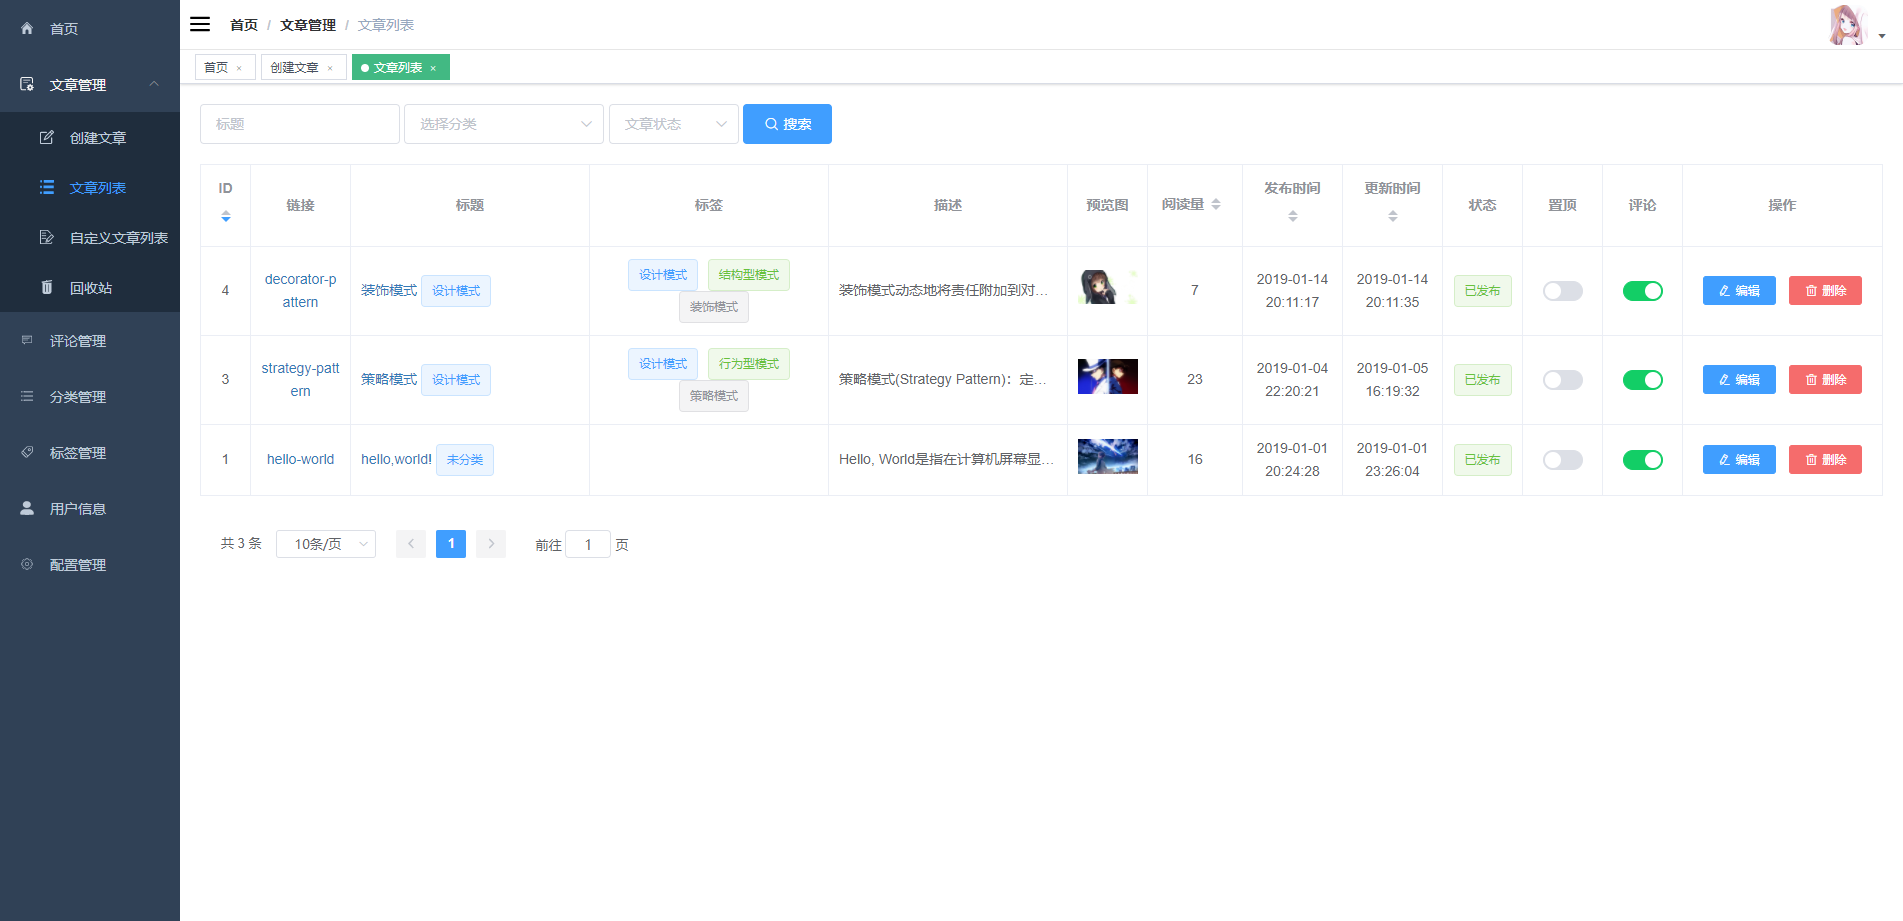 首页
文章管理
创建文章
文章列表
自定义文章列表
回收站
评论管理
分类管理
标签管理
用户信息
配置管理
首页 / 文章管理 / 文章列表
首页 × 创建文章 × 文章列表 ×
标题 选择分类 文章状态 搜索
ID 链接 标题 标签 描述 预览图 阅读量 发布时间 更新时间 状态 置顶 评论 操作
4 decorator-p
attern 装饰模式 设计模式 设计模式 结构型模式
装饰模式 装饰模式动态地将责任附加到对... 7 2019-01-14
20:11:17 2019-01-14
20:11:35 已发布 编辑 删除
3 strategy-patt
ern 策略模式 设计模式 设计模式 行为型模式
策略模式 策略模式(Strategy Pattern)：定... 23 2019-01-04
22:20:21 2019-01-05
16:19:32 已发布 编辑 删除
1 hello-world hello,world! 未分类 Hello, World是指在计算机屏幕显... 16 2019-01-01
20:24:28 2019-01-01
23:26:04 已发布 编辑 删除
共 3 条 10条/页 < 1 > 前往 1 页